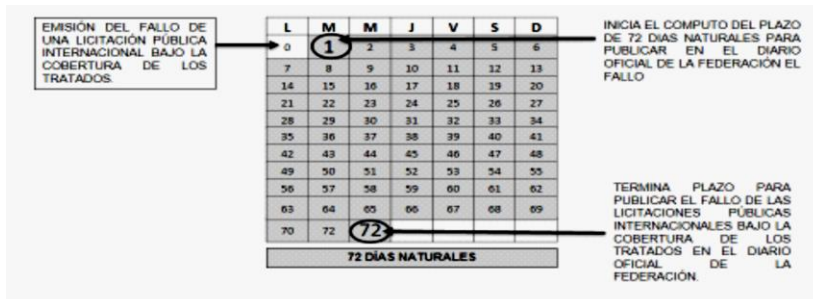 EMISIÓN DEL FALLO DE
UNA LICITACIÓN PÚBLICA
INTERNACIONAL BAJO LA
COBERTURA DE LOS
TRATADOS.
L M M J V S D
0 1 2 3 4 5 6
7 8 9 10 11 12 13
14 15 16 17 18 19 20
21 22 23 24 25 26 27
28 29 30 31 32 33 34
35 36 37 38 39 40 41
42 43 44 45 46 47 48
49 50 51 52 53 54 55
56 57 58 59 60 61 62
63 64 65 66 67 68 69
70 72 72
72 DÍAS NATURALES
INICIA EL COMPUTO DEL PLAZO
DE 72 DIAS NATURALES PARA
PUBLICAR EN EL DIARIO
OFICIAL DE LA FEDERACIÓN EL
FALLO
TERMINA PLAZO PARA
PUBLICAR EL FALLO DE LAS
LICITACIONES PÚBLICAS
INTERNACIONALES BAJO LA
COBERTURA DE LOS
TRATADOS EN EL DIARIO
OFICIAL DE LA
FEDERACIÓN.